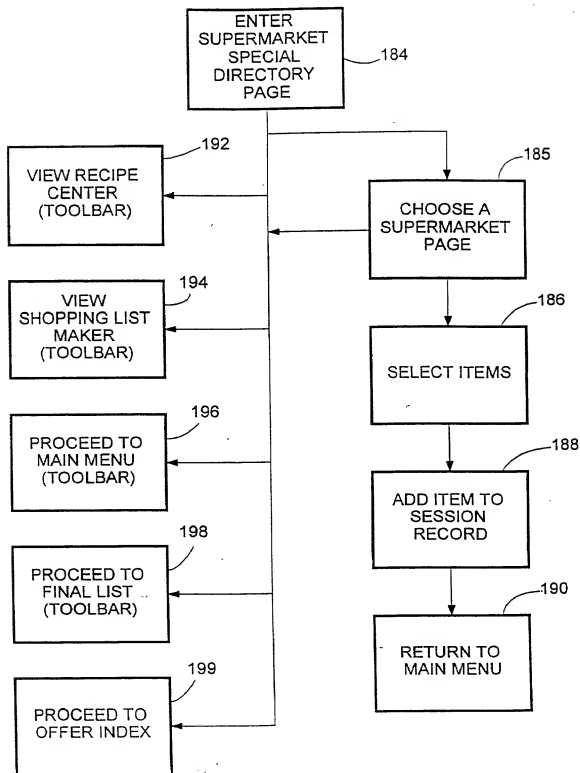 ENTER
SUPERMARKET
SPECIAL
DIRECTORY
PAGE
184
192
VIEW RECIPE
CENTER
(TOOLBAR)
185
CHOOSE A
SUPERMARKET
PAGE
194
VIEW
SHOPPING LIST
MAKER
(TOOLBAR)
186
SELECT ITEMS
196
PROCEED TO
MAIN MENU
(TOOLBAR)
188
ADD ITEM TO
SESSION
RECORD
198
PROCEED TO
FINAL LIST
(TOOLBAR)
190
RETURN TO
MAIN MENU
199
PROCEED TO
OFFER INDEX